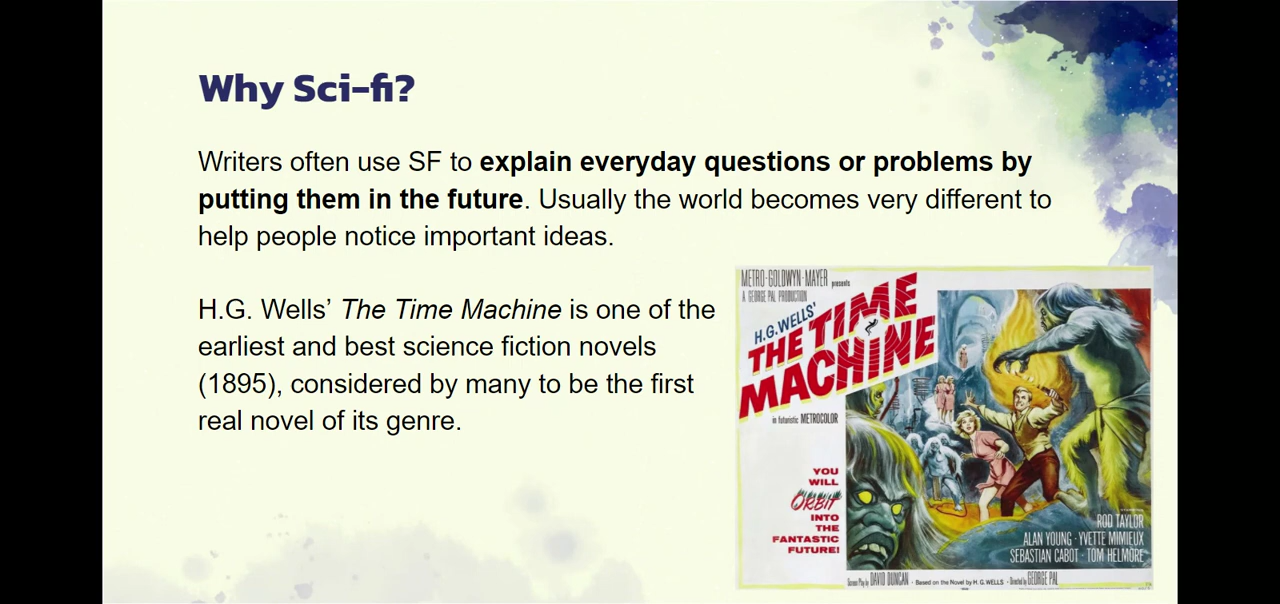 Why Sci-fi?
Writers often use SF to explain everyday questions or problems by
putting them in the future. Usually the world becomes very different to
help people notice important ideas.
H.G. Wells’ The Time Machine is one of the
earliest and best science fiction novels
(1895), considered by many to be the first
real novel of its genre.
METRO-GOLDWYN-MAYER presents
A GEORGE PAL PRODUCTION
H.G. WELLS'
THE TIME
MACHINE
in futuristic METROCOLOR
YOU
WILL
ORBIT
INTO
THE
FANTASTIC
FUTURE!
ROD TAYLOR
ALAN YOUNG · YVETTE MIMIEUX
SEBASTIAN CABOT · TOM HELMORE
Screen Play by DAVID DUNCAN · Based on the Novel by H. G. WELLS · Directed by GEORGE PAL